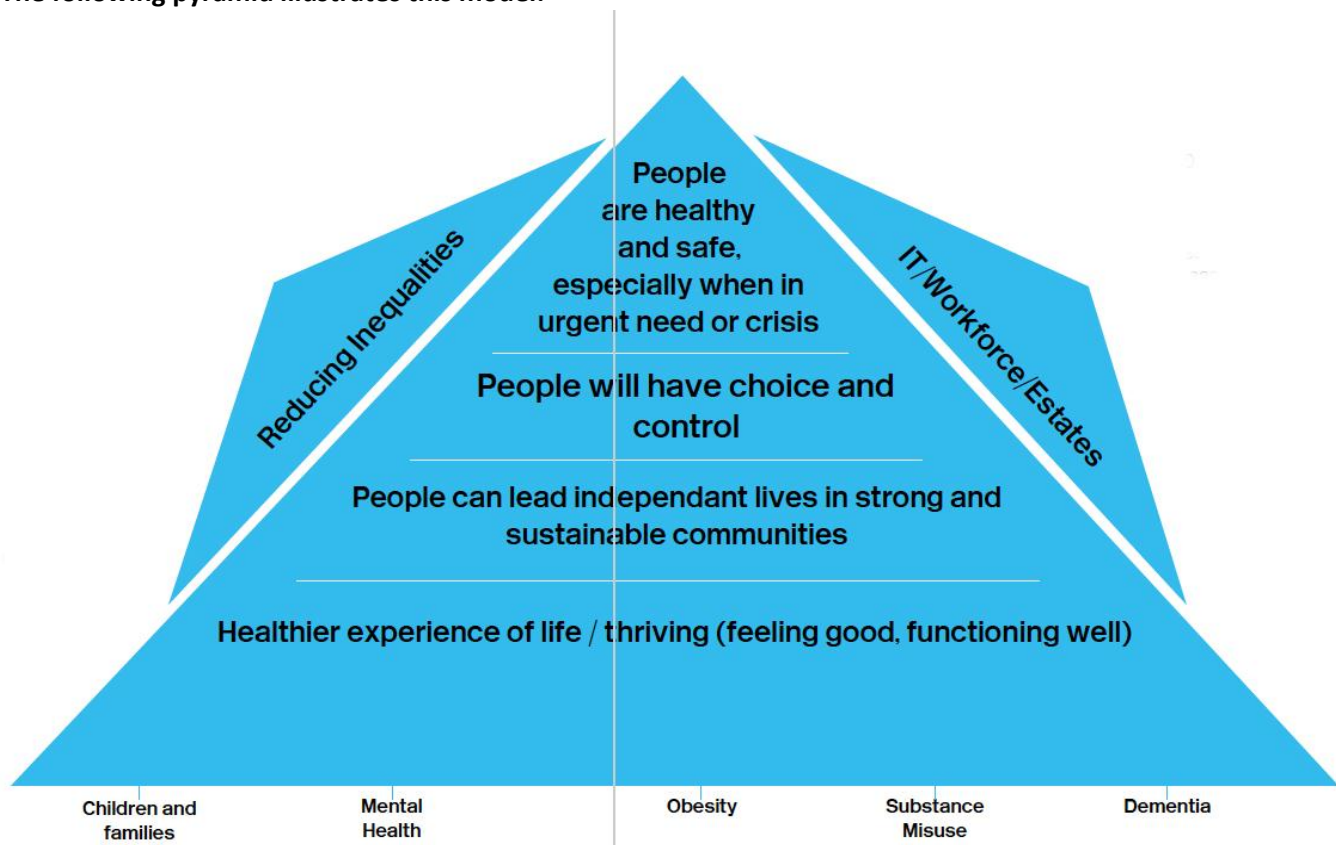 The following pyramid illustrates this model:
People
are healthy
and safe,
especially when in
urgent need or crisis
Reducing Inequalities
IT/Workforce/Estates
People will have choice and
control
People can lead independant lives in strong and
sustainable communities
Healthier experience of life / thriving (feeling good, functioning well)
Children and
families
Mental
Health
Obesity
Substance
Misuse
Dementia